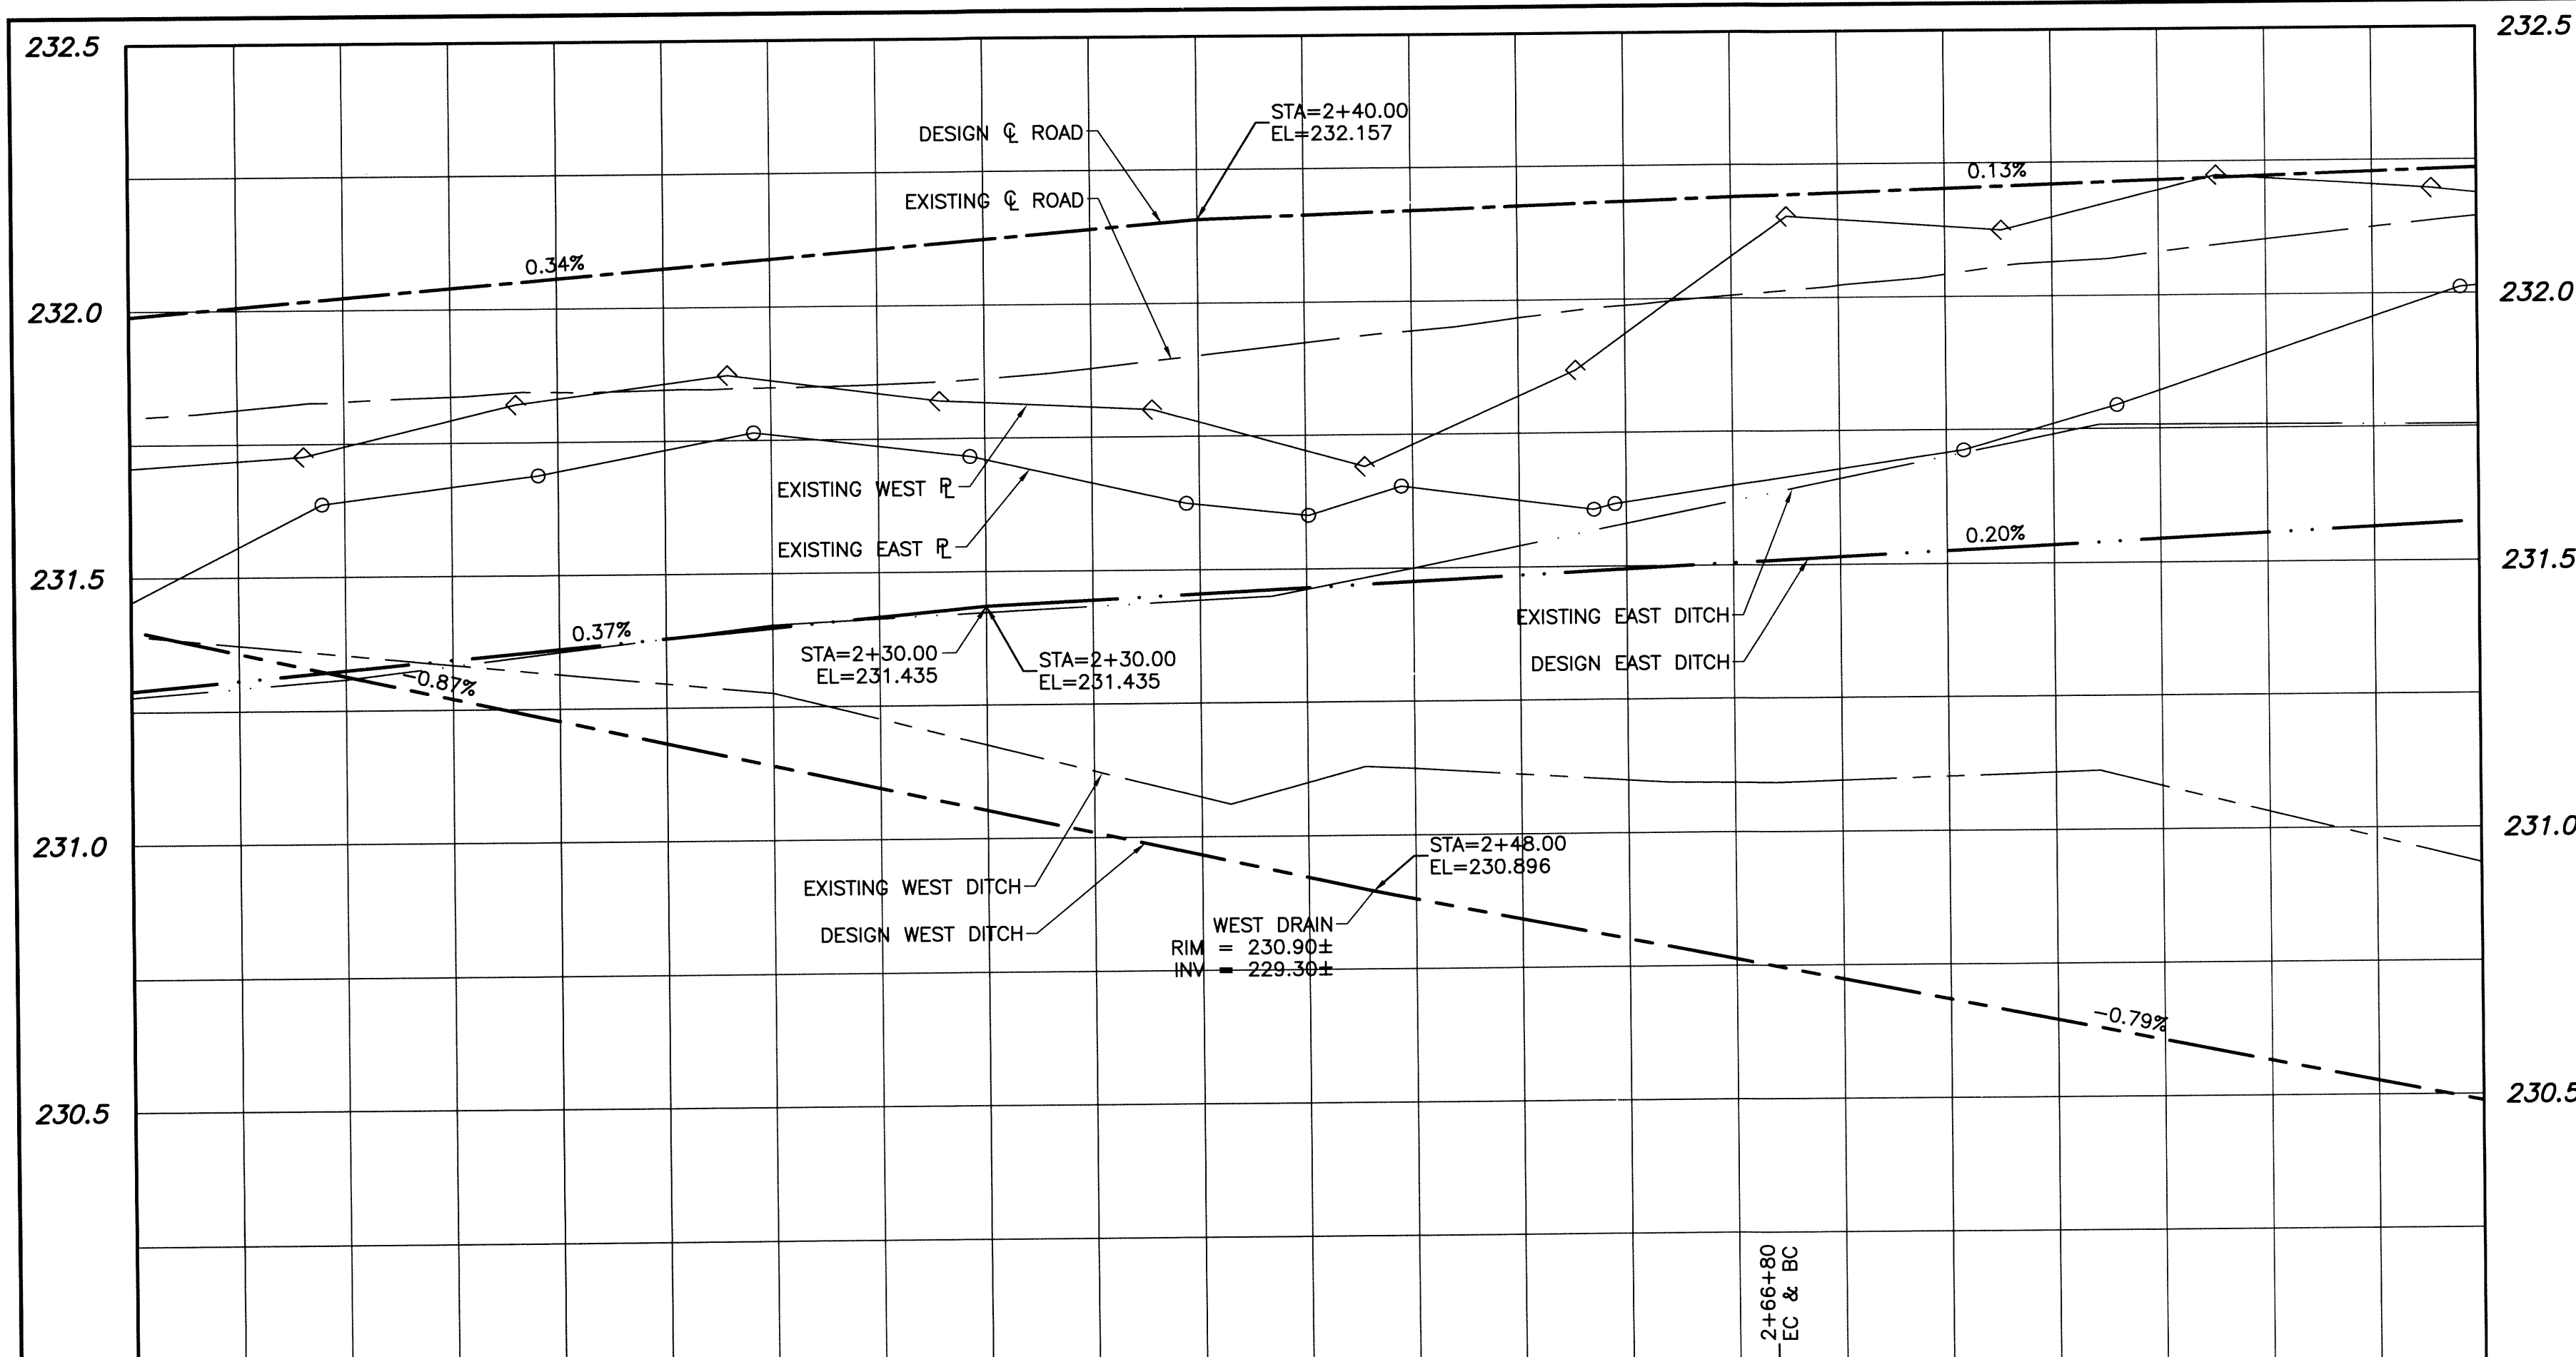 232.5
232.5
STA=2+40.00
EL=232.157
DESIGN ℄ ROAD
EXISTING ℄ ROAD
0.13%
0.34%
232.0
232.0
EXISTING WEST ⅊
EXISTING EAST ⅊
231.5
231.5
0.20%
0.37%
EXISTING EAST DITCH
DESIGN EAST DITCH
STA=2+30.00
EL=231.435
STA=2+30.00
EL=231.435
-0.87%
231.0
231.0
STA=2+48.00
EL=230.896
EXISTING WEST DITCH
DESIGN WEST DITCH
WEST DRAIN
RIM = 230.90±
INV = 229.30±
-0.79%
230.5
230.5
2+66+80
EC & BC